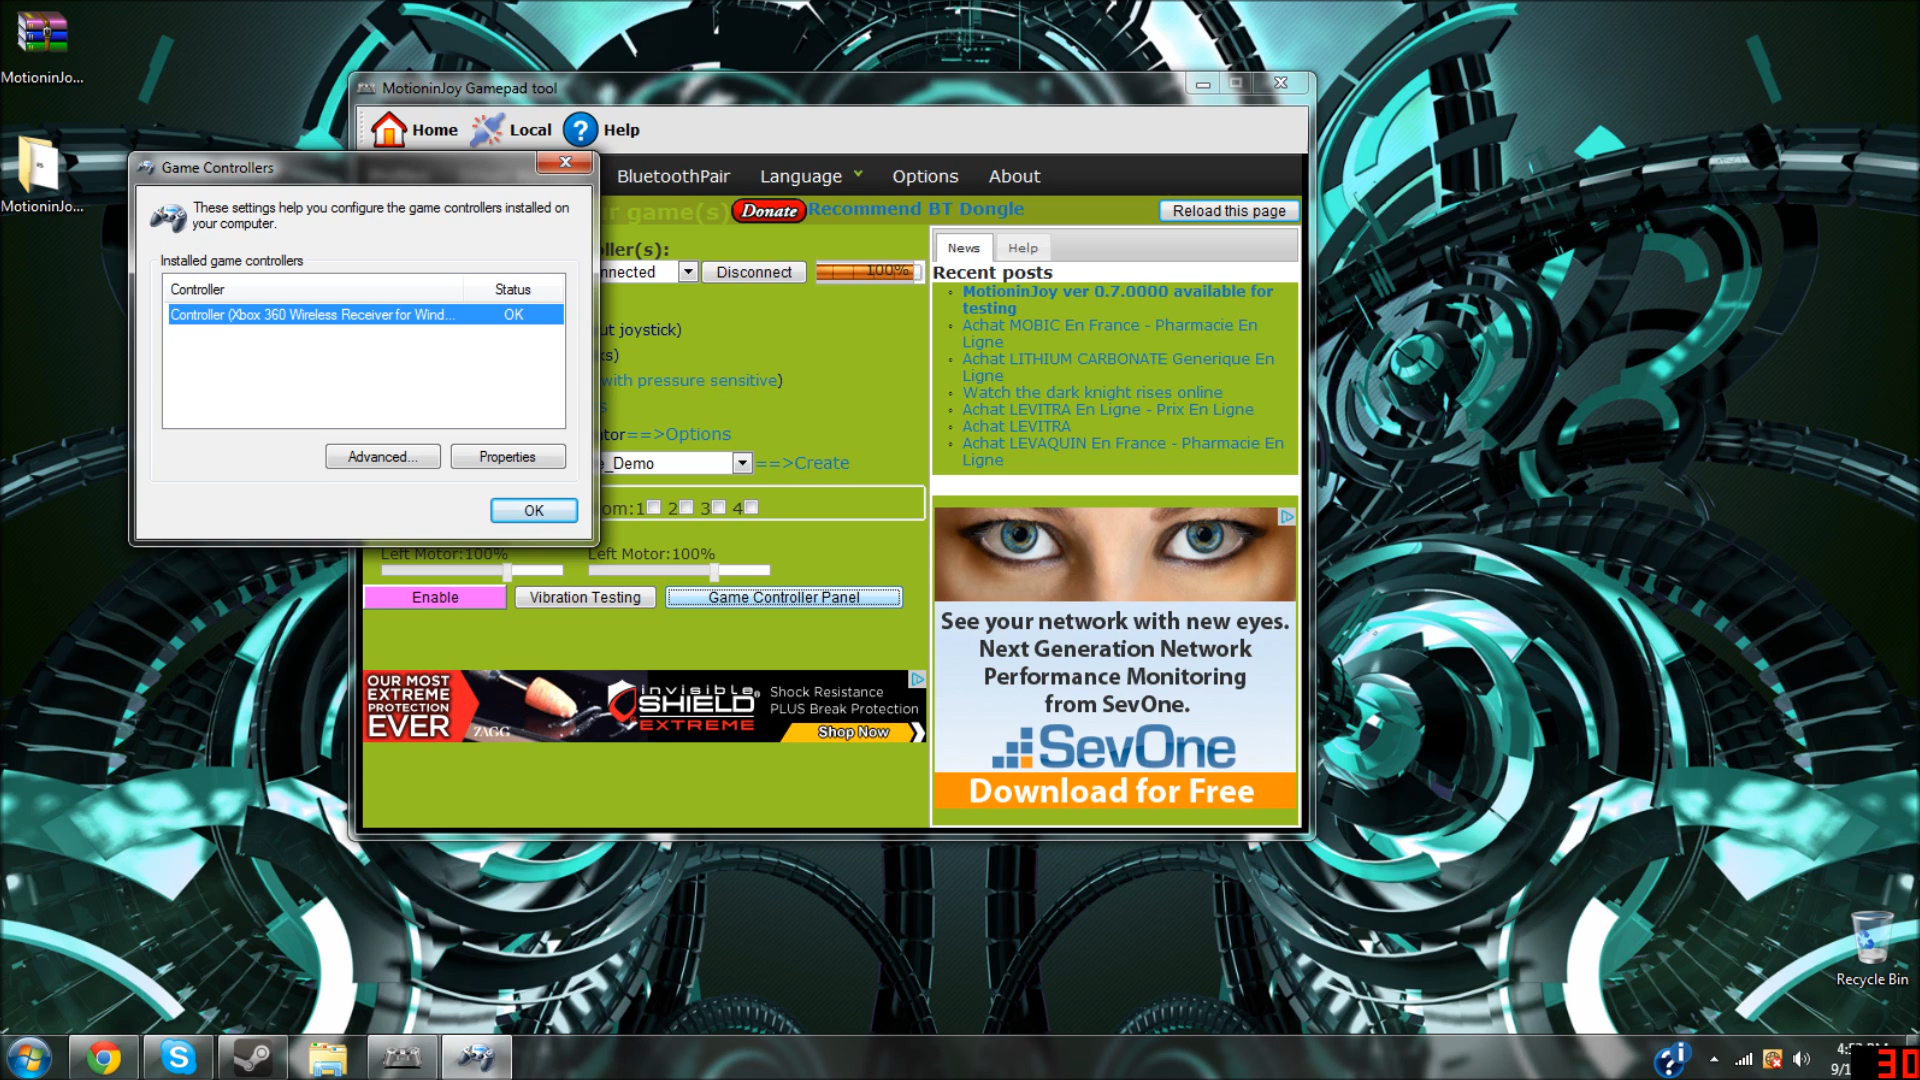 MotioninJo...
MotioninJo...
MotioninJoy Gamepad tool
Home
Local
Help
BluetoothPair
Language
Options
About
r game(s)
Donate
Recommend BT Dongle
Reload this page
ller(s):
nnected
Disconnect
100%
ut joystick)
ks)
with pressure sensitive)
s
tor==>Options
e_Demo
==>Create
om:1 2 3 4
Left Motor:100%
Left Motor:100%
Enable
Vibration Testing
Game Controller Panel
Game Controllers
These settings help you configure the game controllers installed on
your computer.
Installed game controllers
Controller
Status
Controller (Xbox 360 Wireless Receiver for Wind...
OK
Advanced...
Properties
OK
News
Help
Recent posts
MotioninJoy ver 0.7.0000 available for
testing
Achat MOBIC En France - Pharmacie En
Ligne
Achat LITHIUM CARBONATE Generique En
Ligne
Watch the dark knight rises online
Achat LEVITRA En Ligne - Prix En Ligne
Achat LEVITRA
Achat LEVAQUIN En France - Pharmacie En
Ligne
See your network with new eyes.
Next Generation Network
Performance Monitoring
from SevOne.
SevOne
Download for Free
OUR MOST
EXTREME
PROTECTION
EVER
ZAGG
invisible
SHIELD
EXTREME
Shock Resistance
PLUS Break Protection
Shop Now
Recycle Bin
30